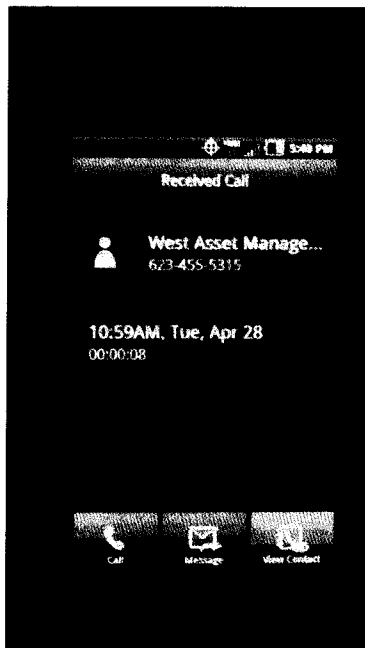 5:40 PM
Received Call
West Asset Manage...
623-455-5315
10:59AM, Tue, Apr 28
00:00:08
Call
Message
View Contact